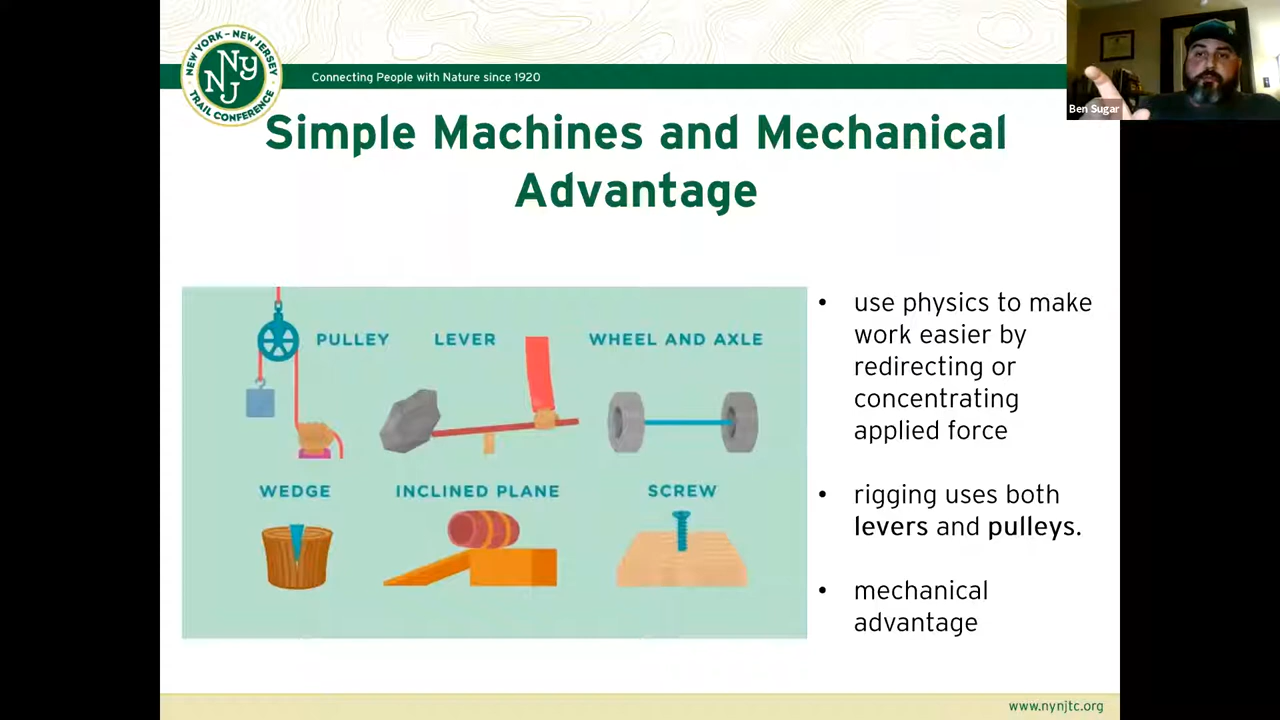 NEW YORK – NEW JERSEY
NY
NJ
TRAIL CONFERENCE
Connecting People with Nature since 1920
Ben Sugar
Simple Machines and Mechanical
Advantage
PULLEY
LEVER
WHEEL AND AXLE
WEDGE
INCLINED PLANE
SCREW
• use physics to make
work easier by
redirecting or
concentrating
applied force
• rigging uses both
levers and pulleys.
• mechanical
advantage
www.nynjtc.org